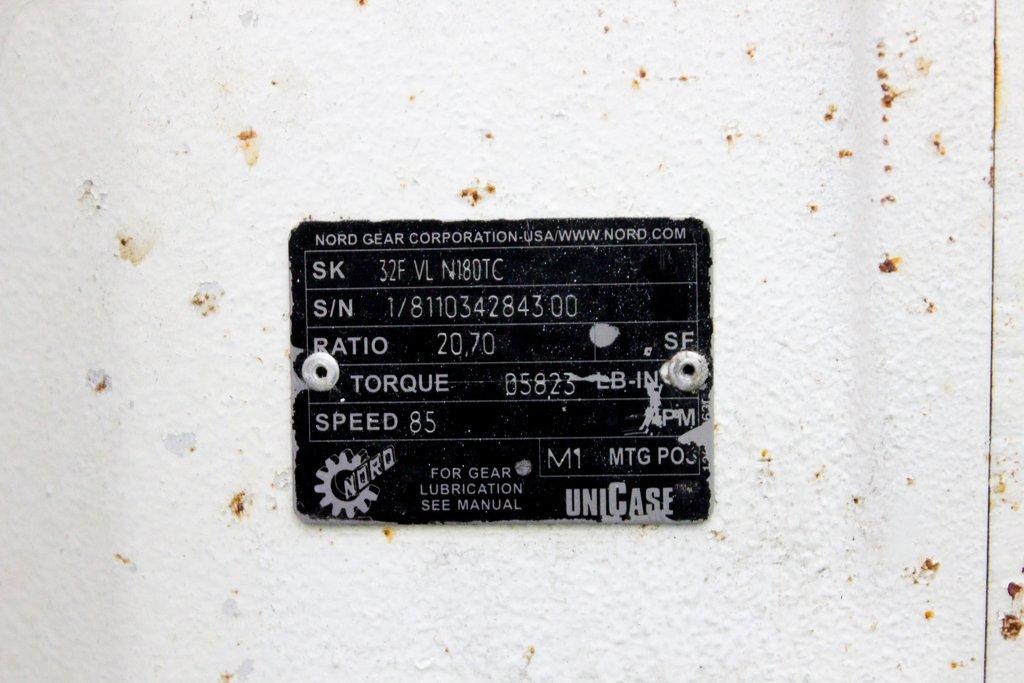 NORD GEAR CORPORATION-USA/WWW.NORD.COM
SK 32F VL N180TC
S/N 1/8110342843 00
RATIO 20,70 SF
TORQUE 05823 LB-IN
SPEED 85 RPM
M1 MTG POS
NORD
FOR GEAR
LUBRICATION
SEE MANUAL
UNICASE